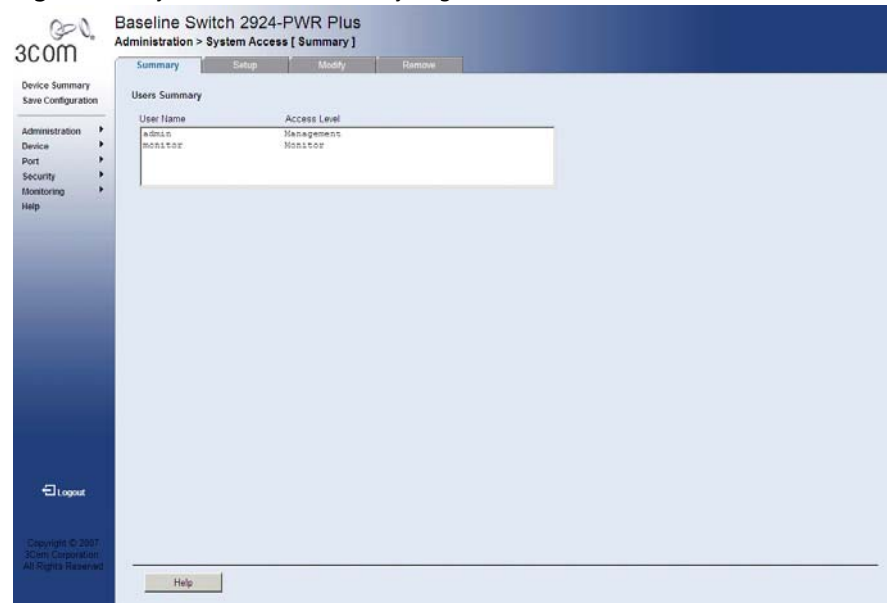 3COM
Baseline Switch 2924-PWR Plus
Administration > System Access [ Summary ]
Summary
Setup
Modify
Remove
Device Summary
Save Configuration
Administration
Device
Port
Security
Monitoring
Help
Users Summary
User Name Access Level
admin Management
monitor Monitor
Logout
Copyright © 2007
3Com Corporation
All Rights Reserved
Help